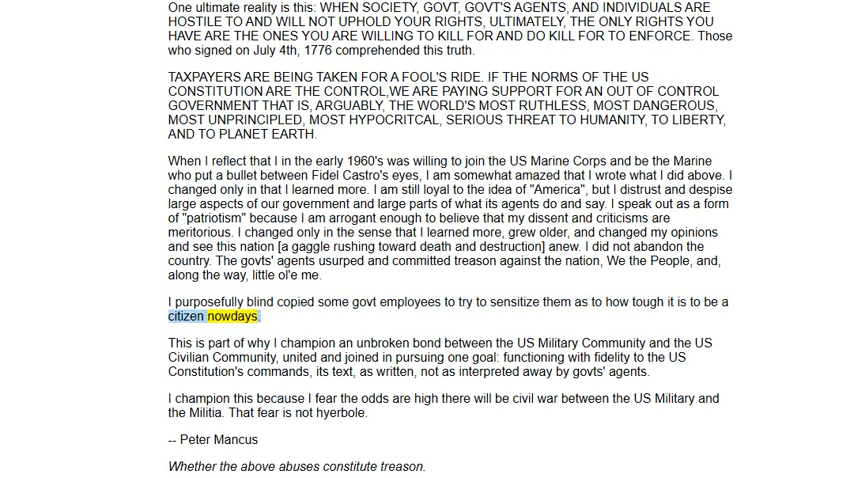 One ultimate reality is this: WHEN SOCIETY, GOVT, GOVT'S AGENTS, AND INDIVIDUALS ARE
HOSTILE TO AND WILL NOT UPHOLD YOUR RIGHTS, ULTIMATELY, THE ONLY RIGHTS YOU
HAVE ARE THE ONES YOU ARE WILLING TO KILL FOR AND DO KILL FOR TO ENFORCE. Those
who signed on July 4th, 1776 comprehended this truth.
TAXPAYERS ARE BEING TAKEN FOR A FOOL'S RIDE. IF THE NORMS OF THE US
CONSTITUTION ARE THE CONTROL,WE ARE PAYING SUPPORT FOR AN OUT OF CONTROL
GOVERNMENT THAT IS, ARGUABLY, THE WORLD'S MOST RUTHLESS, MOST DANGEROUS,
MOST UNPRINCIPLED, MOST HYPOCRITCAL, SERIOUS THREAT TO HUMANITY, TO LIBERTY,
AND TO PLANET EARTH.
When I reflect that I in the early 1960's was willing to join the US Marine Corps and be the Marine
who put a bullet between Fidel Castro's eyes, I am somewhat amazed that I wrote what I did above. I
changed only in that I learned more. I am still loyal to the idea of "America", but I distrust and despise
large aspects of our government and large parts of what its agents do and say. I speak out as a form
of "patriotism" because I am arrogant enough to believe that my dissent and criticisms are
meritorious. I changed only in the sense that I learned more, grew older, and changed my opinions
and see this nation [a gaggle rushing toward death and destruction] anew. I did not abandon the
country. The govts' agents usurped and committed treason against the nation, We the People, and,
along the way, little ol'e me.
I purposefully blind copied some govt employees to try to sensitize them as to how tough it is to be a
citizen nowdays.
This is part of why I champion an unbroken bond between the US Military Community and the US
Civilian Community, united and joined in pursuing one goal: functioning with fidelity to the US
Constitution's commands, its text, as written, not as interpreted away by govts' agents.
I champion this because I fear the odds are high there will be civil war between the US Military and
the Militia. That fear is not hyerbole.
-- Peter Mancus
Whether the above abuses constitute treason.